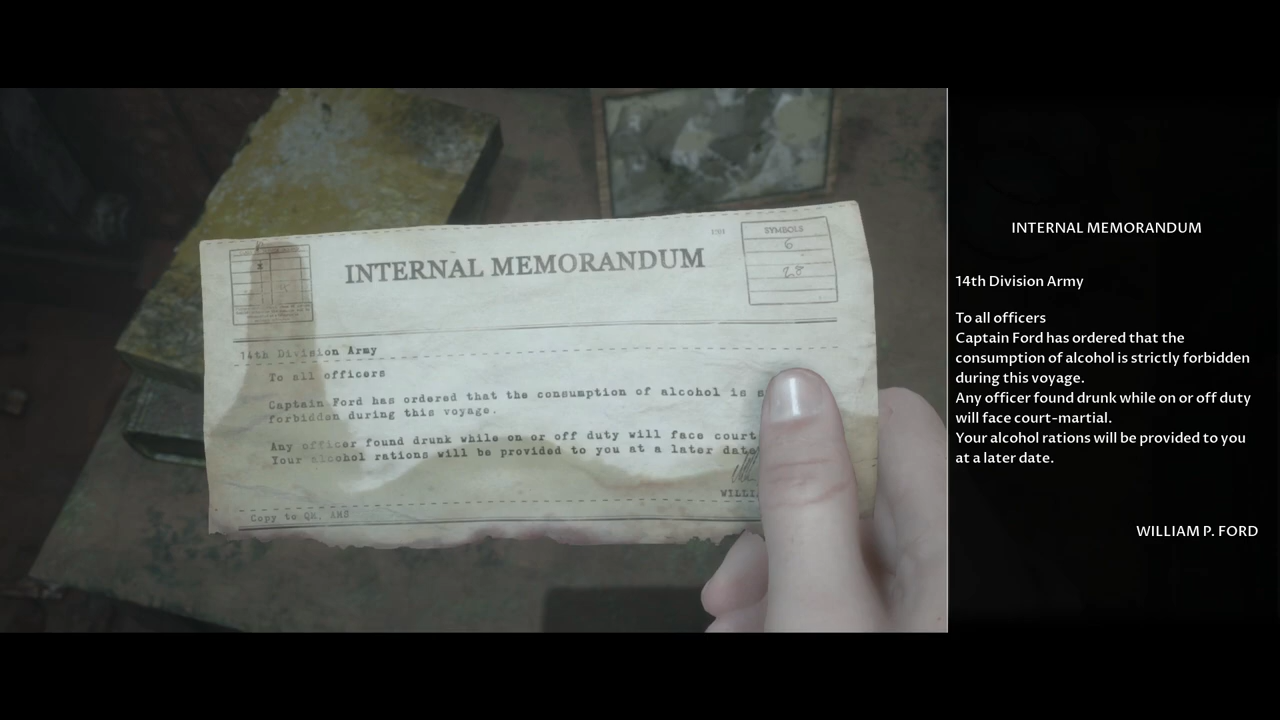 INTERNAL MEMORANDUM
SYMBOLS
6
28
14th Division Army
To all officers
Captain Ford has ordered that the consumption of alcohol is
forbidden during this voyage.
Any officer found drunk while on or off duty will face court
Your alcohol rations will be provided to you at a later date
Copy to QM,
INTERNAL MEMORANDUM
14th Division Army
To all officers
Captain Ford has ordered that the
consumption of alcohol is strictly forbidden
during this voyage.
Any officer found drunk while on or off duty
will face court-martial.
Your alcohol rations will be provided to you
at a later date.
WILLIAM P. FORD